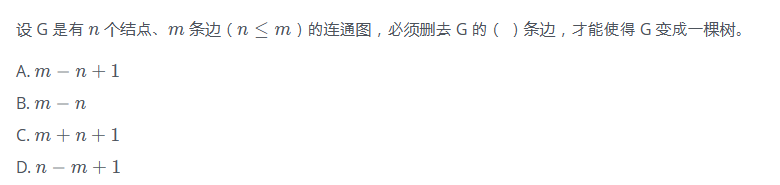 设 G 是有 n 个结点、m 条边（n ≤ m）的连通图，必须删去 G 的（ ）条边，才能使得 G 变成一棵树。
A. m − n + 1
B. m − n
C. m + n + 1
D. n − m + 1